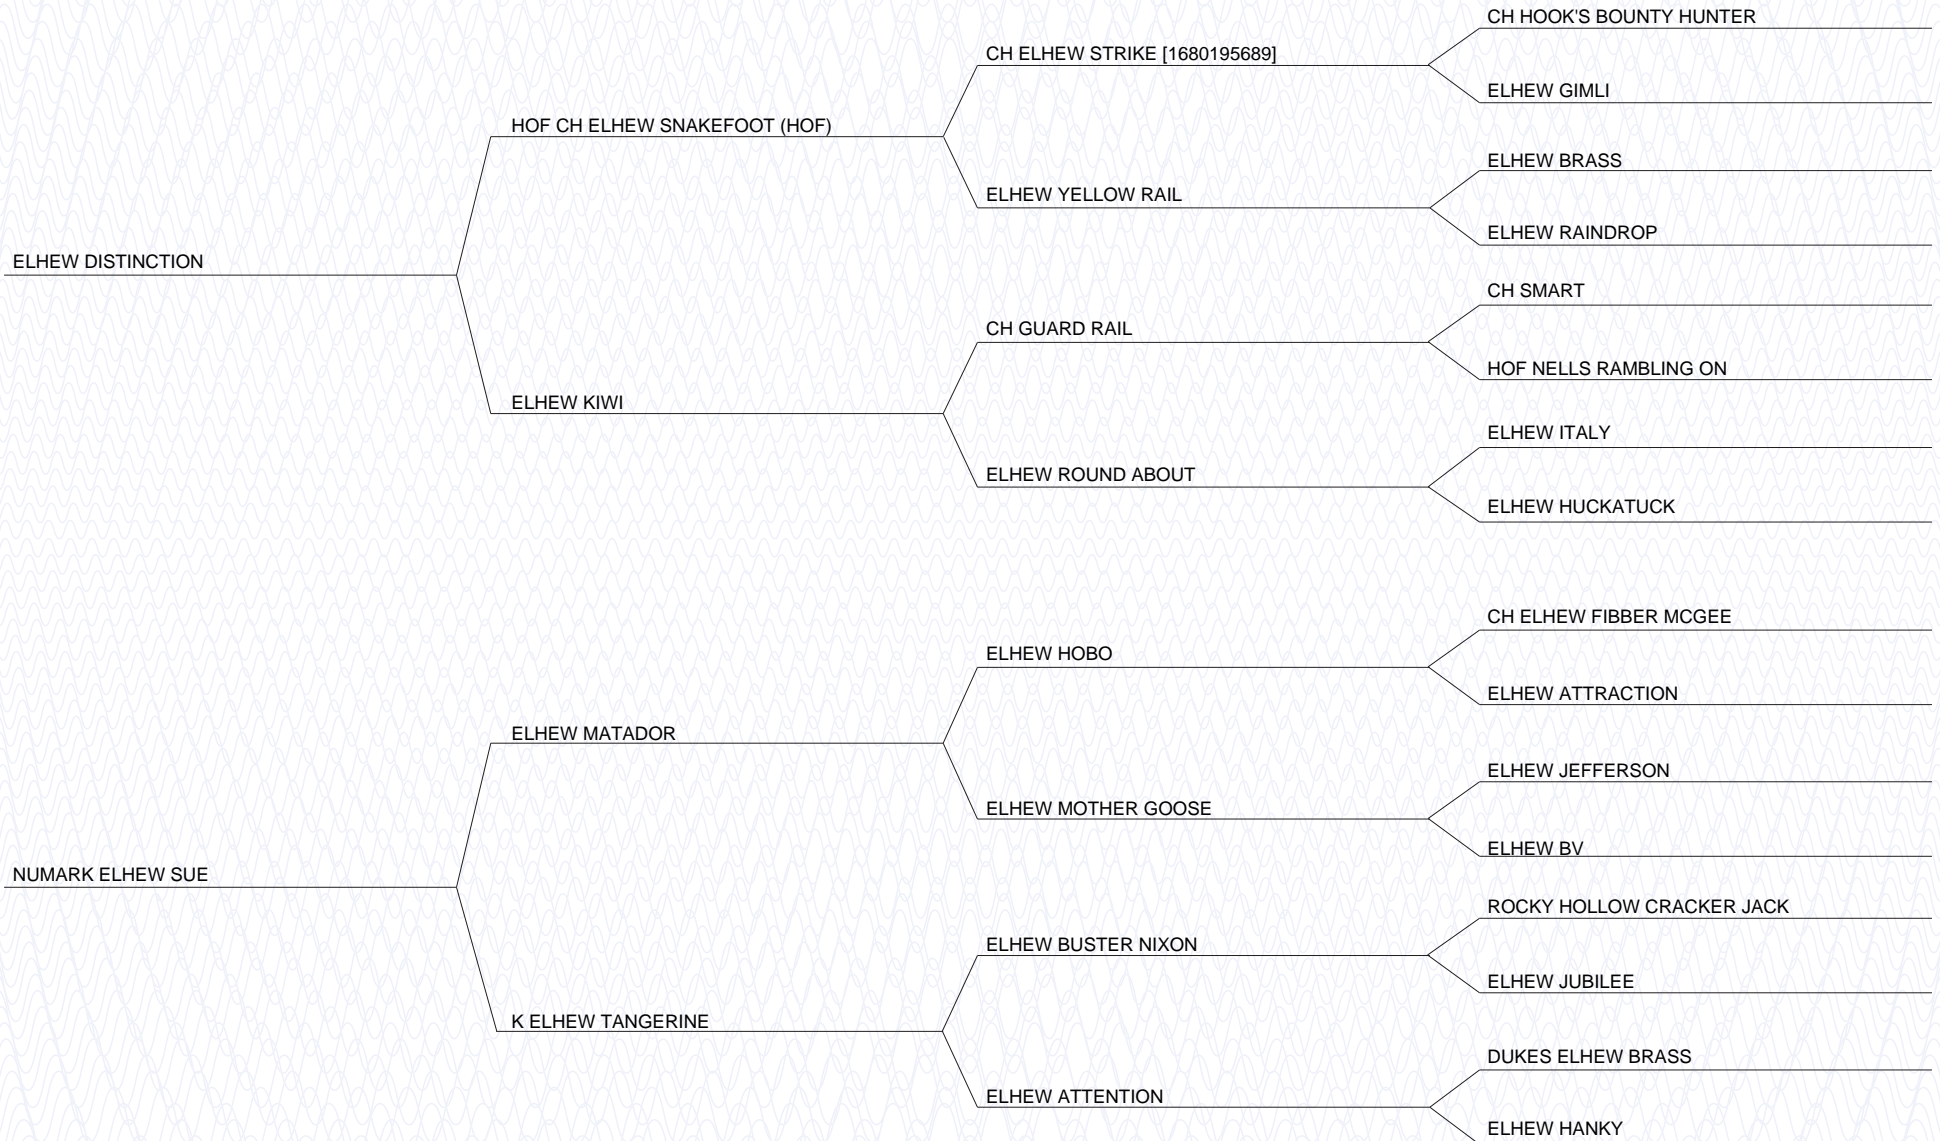 CH HOOK'S BOUNTY HUNTER
CH ELHEW STRIKE [1680195689]
ELHEW GIMLI
HOF CH ELHEW SNAKEFOOT (HOF)
ELHEW BRASS
ELHEW YELLOW RAIL
ELHEW RAINDROP
ELHEW DISTINCTION
CH SMART
CH GUARD RAIL
HOF NELLS RAMBLING ON
ELHEW KIWI
ELHEW ITALY
ELHEW ROUND ABOUT
ELHEW HUCKATUCK
CH ELHEW FIBBER MCGEE
ELHEW HOBO
ELHEW ATTRACTION
ELHEW MATADOR
ELHEW JEFFERSON
ELHEW MOTHER GOOSE
ELHEW BV
NUMARK ELHEW SUE
ROCKY HOLLOW CRACKER JACK
ELHEW BUSTER NIXON
ELHEW JUBILEE
K ELHEW TANGERINE
DUKES ELHEW BRASS
ELHEW ATTENTION
ELHEW HANKY